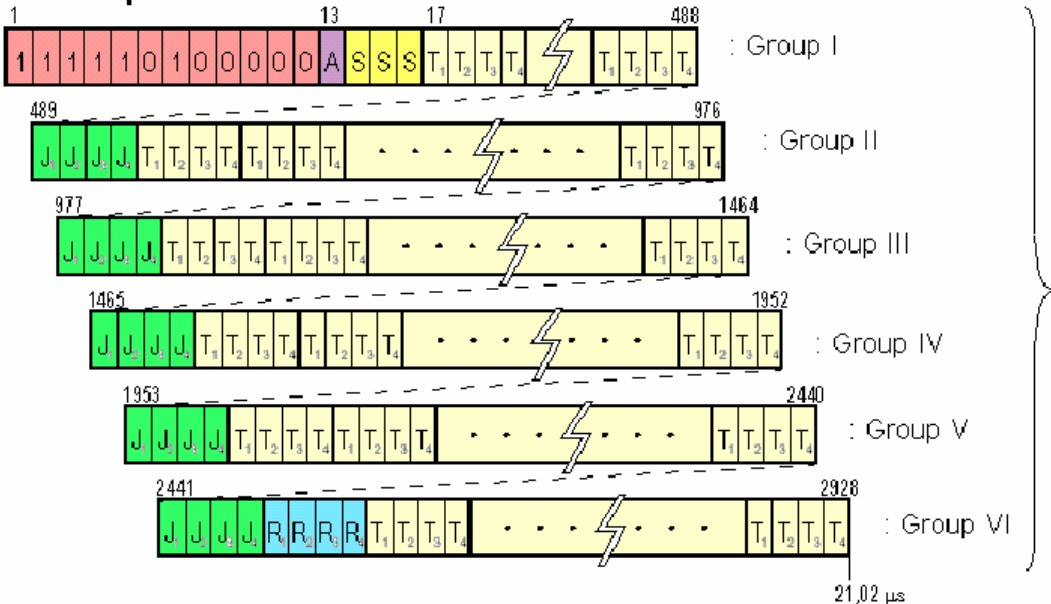 1 13 17 488
1 1 1 1 1 0 1 0 0 0 0 0 A S S S T1 T2 T3 T4 T1 T2 T3 T4 : Group I
489 976
J1 J2 J3 J4 T1 T2 T3 T4 T1 T2 T3 T4 . . . . . . . T1 T2 T3 T4 : Group II
977 1464
J1 J2 J3 J4 T1 T2 T3 T4 T1 T2 T3 T4 . . . . . . . T1 T2 T3 T4 : Group III
1465 1952
J1 J2 J3 J4 T1 T2 T3 T4 T1 T2 T3 T4 . . . . . . . T1 T2 T3 T4 : Group IV
1953 2440
J1 J2 J3 J4 T1 T2 T3 T4 T1 T2 T3 T4 . . . . . . . T1 T2 T3 T4 : Group V
2441 2928
J1 J2 J3 J4 R1 R2 R3 R4 T1 T2 T3 T4 . . . . . . . T1 T2 T3 T4 : Group VI
21,02 µs